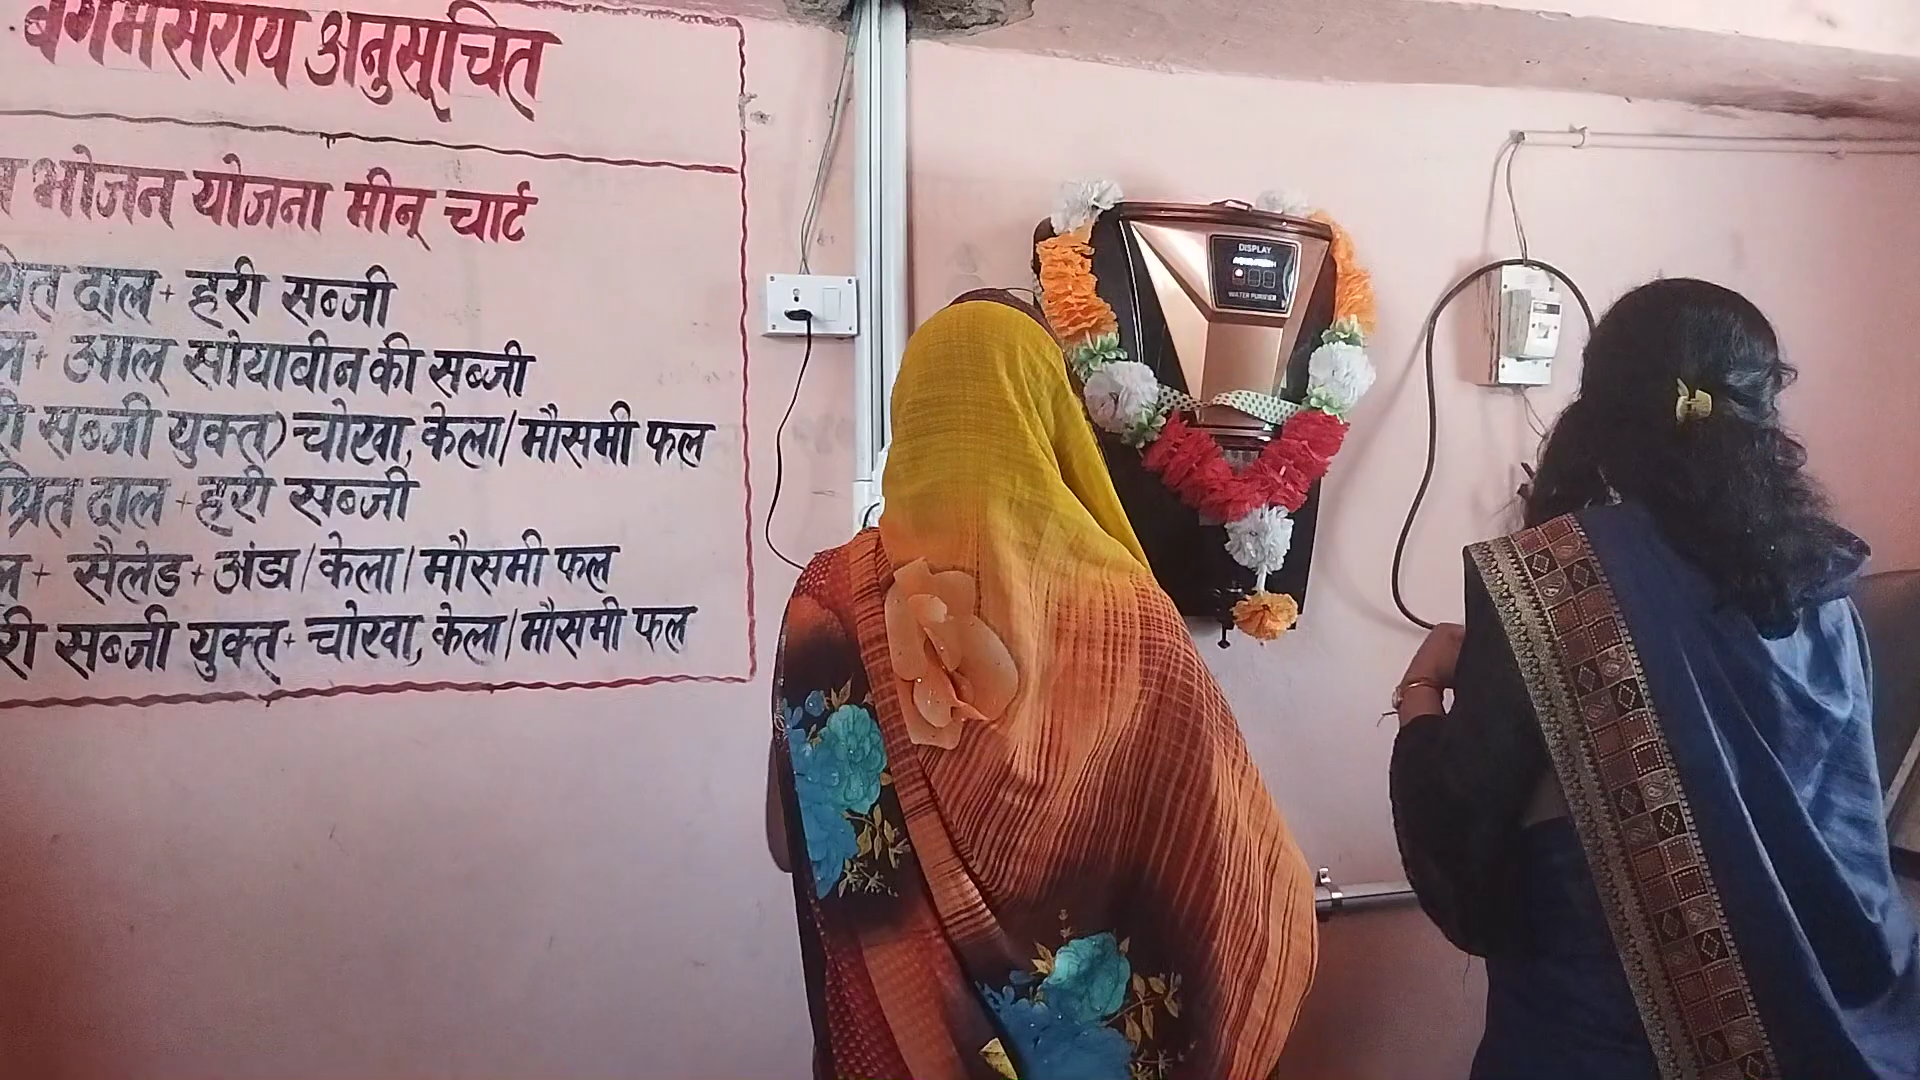 बेगमसराय अनुसूचित
भोजन योजना मीनू चार्ट
दाल + हरी सब्जी
+ आलू सोयाबीन की सब्जी
सब्जी युक्त) चोखा, केला/मौसमी फल
दाल + हरी सब्जी
+ सैलेड + अंडा/केला/मौसमी फल
सब्जी युक्त + चोखा, केला/मौसमी फल
DISPLAY
WATER PURIFIER